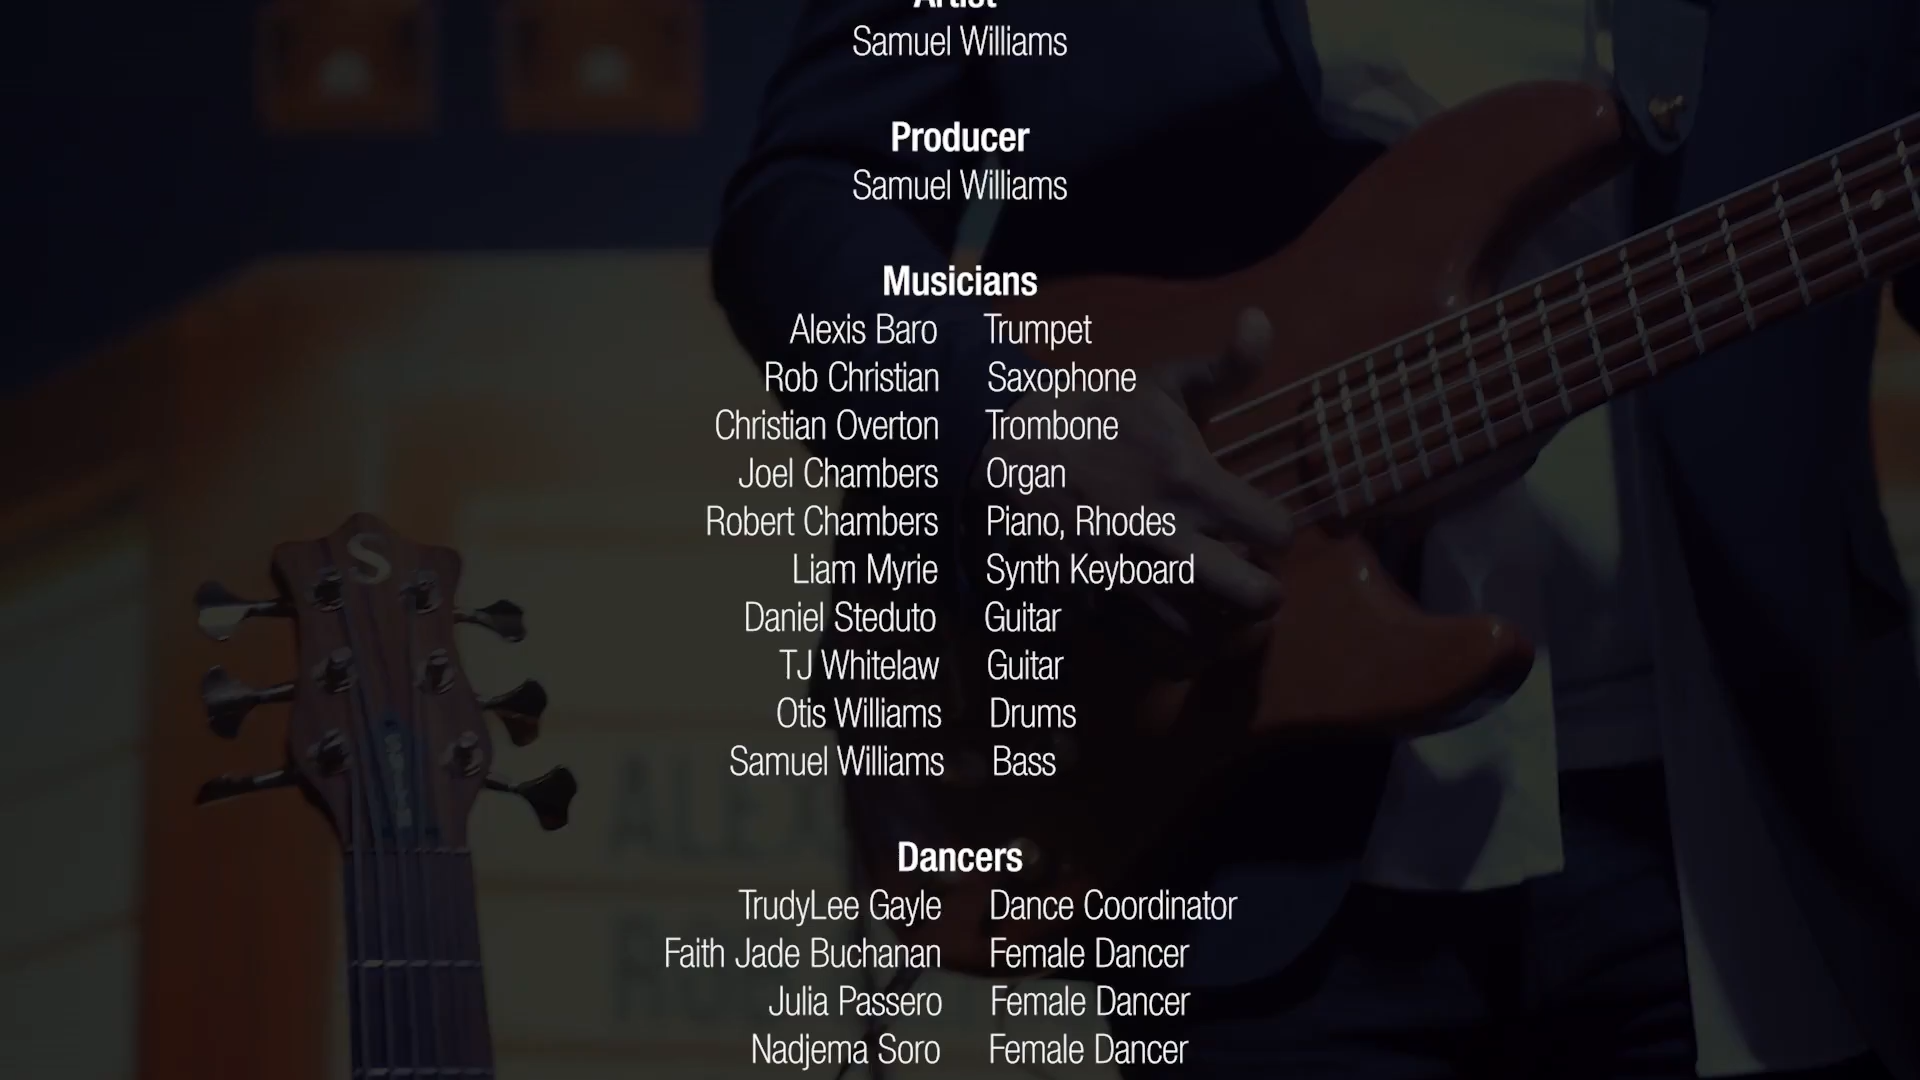 Artist
Samuel Williams
Producer
Samuel Williams
Musicians
Alexis Baro Trumpet
Rob Christian Saxophone
Christian Overton Trombone
Joel Chambers Organ
Robert Chambers Piano, Rhodes
Liam Myrie Synth Keyboard
Daniel Steduto Guitar
TJ Whitelaw Guitar
Otis Williams Drums
Samuel Williams Bass
Dancers
TrudyLee Gayle Dance Coordinator
Faith Jade Buchanan Female Dancer
Julia Passero Female Dancer
Nadjema Soro Female Dancer
S